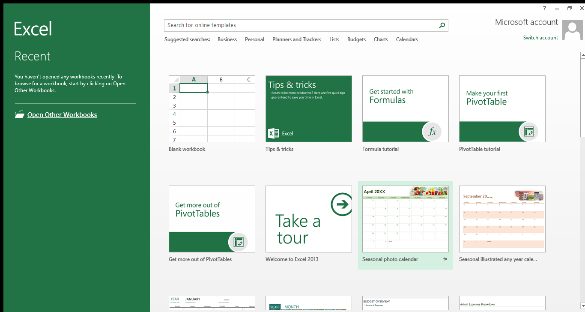 Excel
Recent
You haven't opened any workbooks recently. To
browse for a workbook, start by clicking on Open
Other Workbooks.
Open Other Workbooks
?
Microsoft account
Switch account
Search for online templates
Suggested searches: Business Personal Planners and Trackers Lists Budgets Charts Calendars
A B C
1
2
3
4
5
6
7
Blank workbook
Tips & tricks
Excel
Tips & tricks
Get started with
Formulas
fx
Formula tutorial
Make your first
PivotTable
PivotTable tutorial
Get more out of
PivotTables
Get more out of PivotTables
Take a
tour
Welcome to Excel 2013
April 20XX
Seasonal photo calendar
Seasonal illustrated any year cale...
YEAR JANUARY
YEAR MONTH